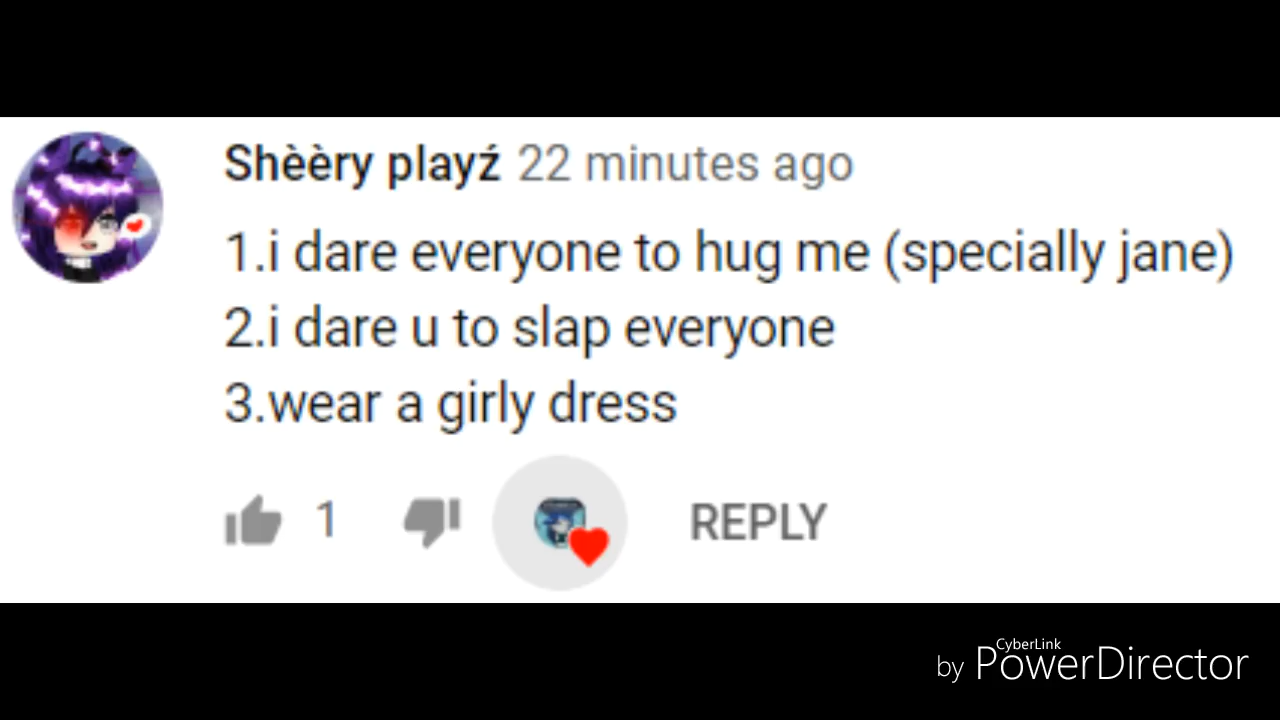 Shèèry playź 22 minutes ago
1.i dare everyone to hug me (specially jane)
2.i dare u to slap everyone
3.wear a girly dress
1 REPLY
CyberLink
by PowerDirector